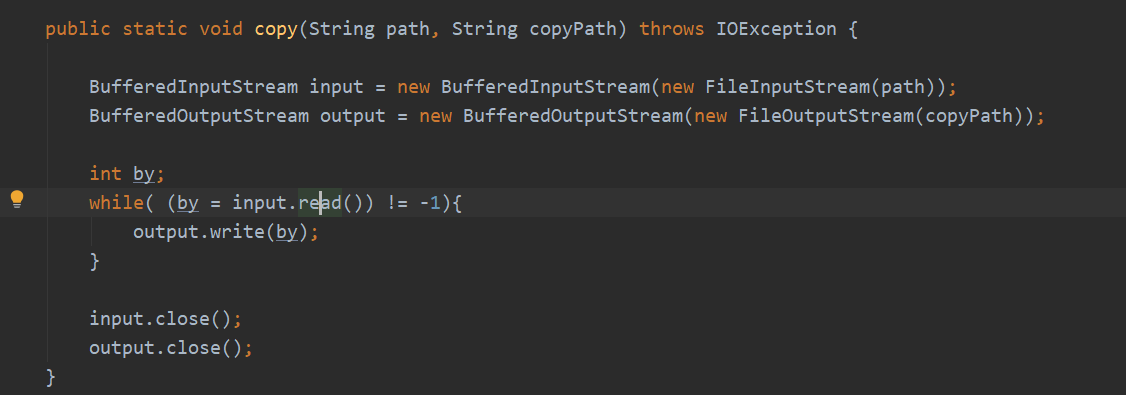 public static void copy(String path, String copyPath) throws IOException {
BufferedInputStream input = new BufferedInputStream(new FileInputStream(path));
BufferedOutputStream output = new BufferedOutputStream(new FileOutputStream(copyPath));
int by;
while( (by = input.read()) != -1){
output.write(by);
}
input.close();
output.close();
}